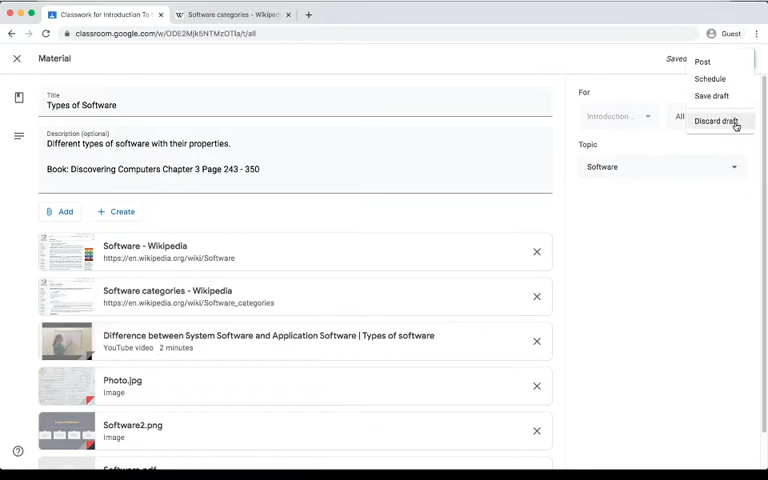 Classwork for Introduction To C
Software categories - Wikiped
classroom.google.com/w/ODE2Mjk5NTMzOTIa/t/all
Guest
Material
Saved
Post
Schedule
Save draft
Discard draft
Title
Types of Software
Description (optional)
Different types of software with their properties.
Book: Discovering Computers Chapter 3 Page 243 - 350
For
Introduction...
All
Topic
Software
Add
Create
Software - Wikipedia
https://en.wikipedia.org/wiki/Software
Software categories - Wikipedia
https://en.wikipedia.org/wiki/Software_categories
Difference between System Software and Application Software | Types of software
YouTube video 2 minutes
Photo.jpg
Image
Software2.png
Image
Software.pdf